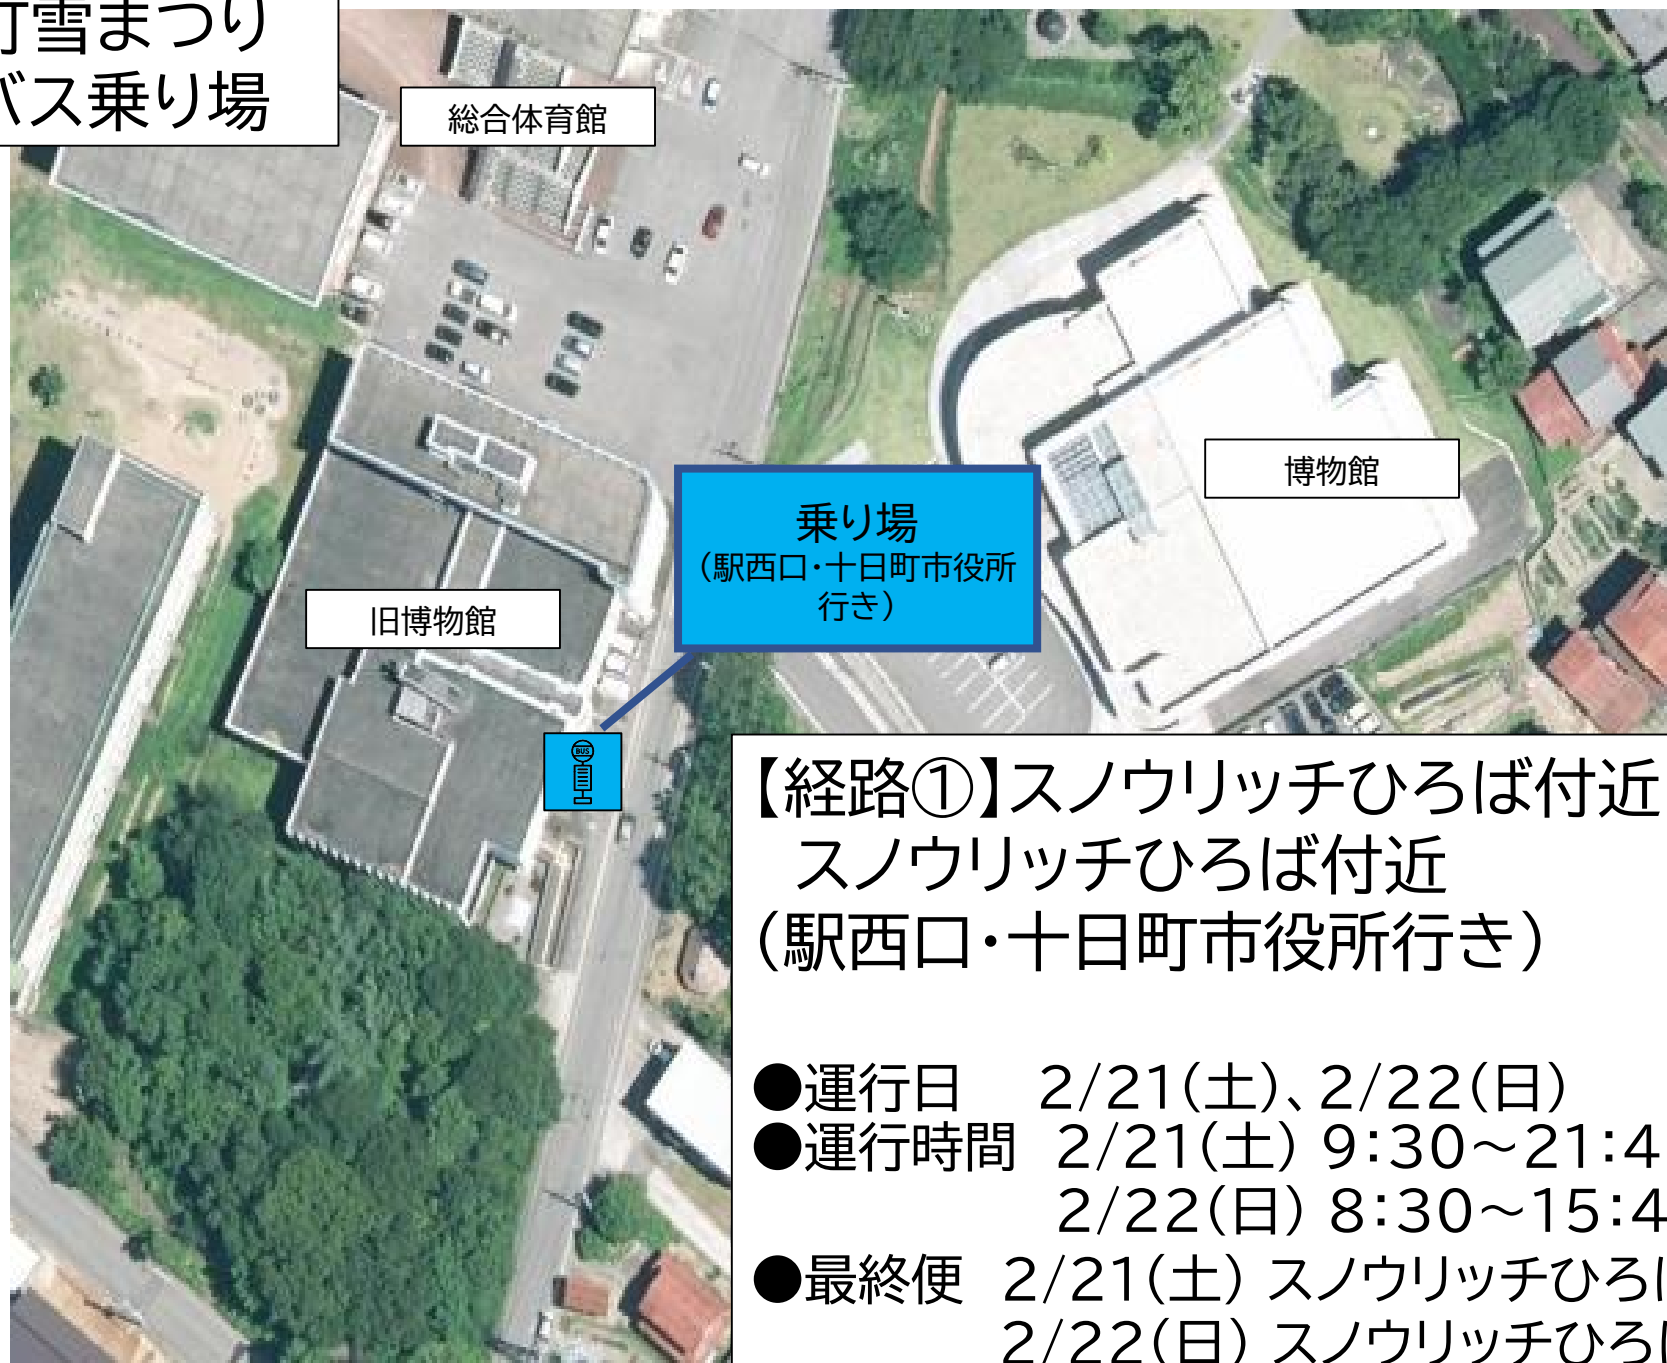 町雪まつり
バス乗り場
総合体育館
博物館
乗り場
（駅西口・十日町市役所
行き）
旧博物館
BUS
【経路①】スノウリッチひろば付近
スノウリッチひろば付近
（駅西口・十日町市役所行き）
●運行日　2/21(土)、2/22(日)
●運行時間　2/21(土) 9：30～21：4
2/22(日) 8：30～15：4
●最終便　2/21(土) スノウリッチひろば
2/22(日) スノウリッチひろば